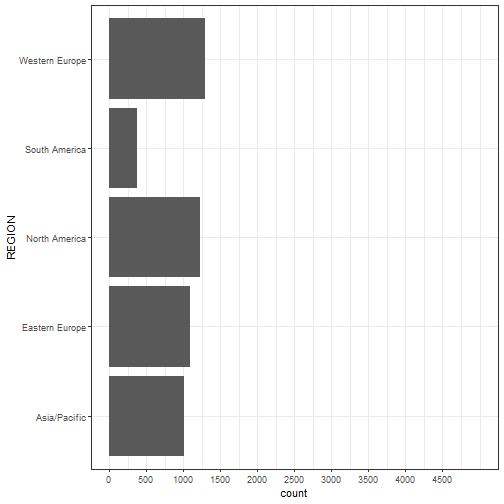 Western Europe
South America
North America
Eastern Europe
Asia/Pacific
REGION
0 500 1000 1500 2000 2500 3000 3500 4000 4500
count